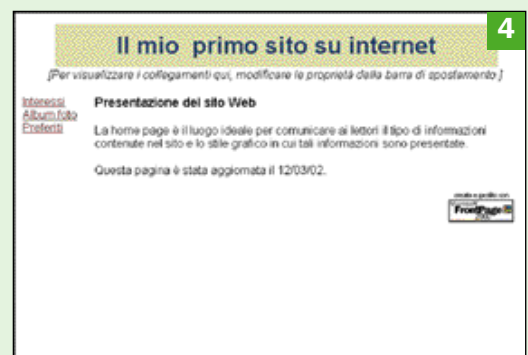 4
Il mio primo sito su internet
[Per visualizzare i collegamenti qui, modificare le proprietà della barra di spostamento ]
Interessi
Album foto
Preferiti
Presentazione del sito Web
La home page è il luogo ideale per comunicare ai lettori il tipo di informazioni
contenute nel sito e lo stile grafico in cui tali informazioni sono presentate.
Questa pagina è stata aggiornata il 12/03/02.
FrontPage